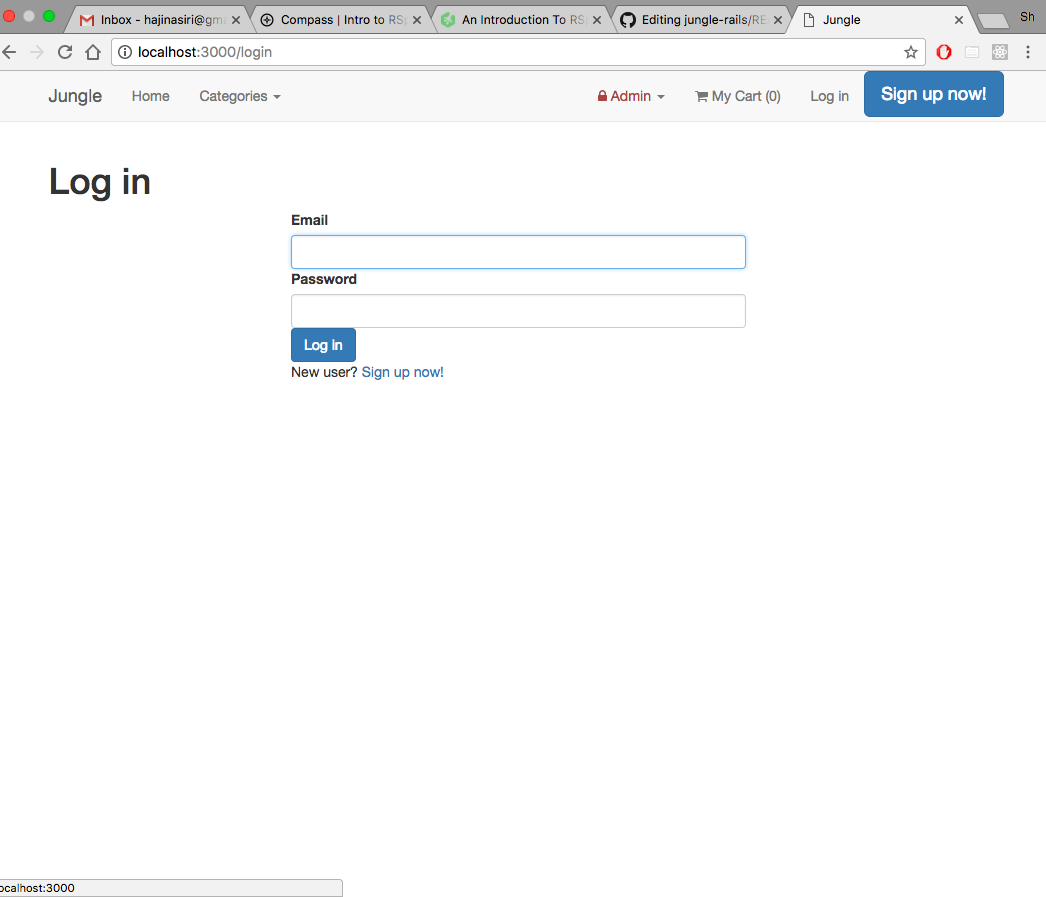 Inbox - hajinasiri@gm
Compass | Intro to RSp
An Introduction To RS
Editing jungle-rails/RE
Jungle
Sh
localhost:3000/login
Jungle Home Categories Admin My Cart (0) Log in Sign up now!
Log in
Email
Password
Log In
New user? Sign up now!
ocalhost:3000